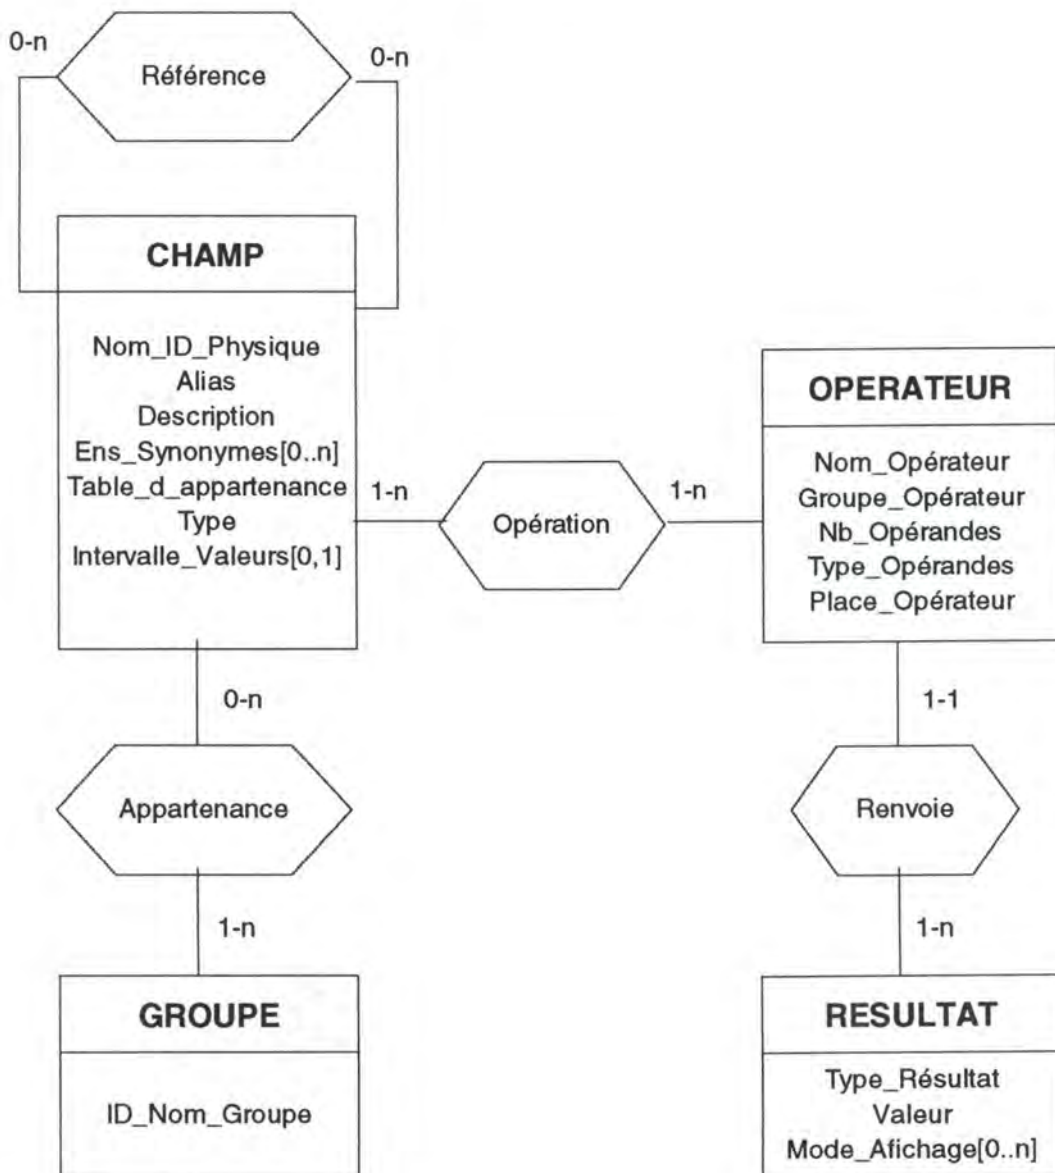 0-n
0-n
Référence
CHAMP
Nom_ID_Physique
Alias
Description
Ens_Synonymes[0..n]
Table_d_appartenance
Type
Intervalle_Valeurs[0,1]
1-n
Opération
1-n
OPERATEUR
Nom_Opérateur
Groupe_Opérateur
Nb_Opérandes
Type_Opérandes
Place_Opérateur
0-n
Appartenance
1-n
GROUPE
ID_Nom_Groupe
1-1
Renvoie
1-n
RESULTAT
Type_Résultat
Valeur
Mode_Afichage[0..n]